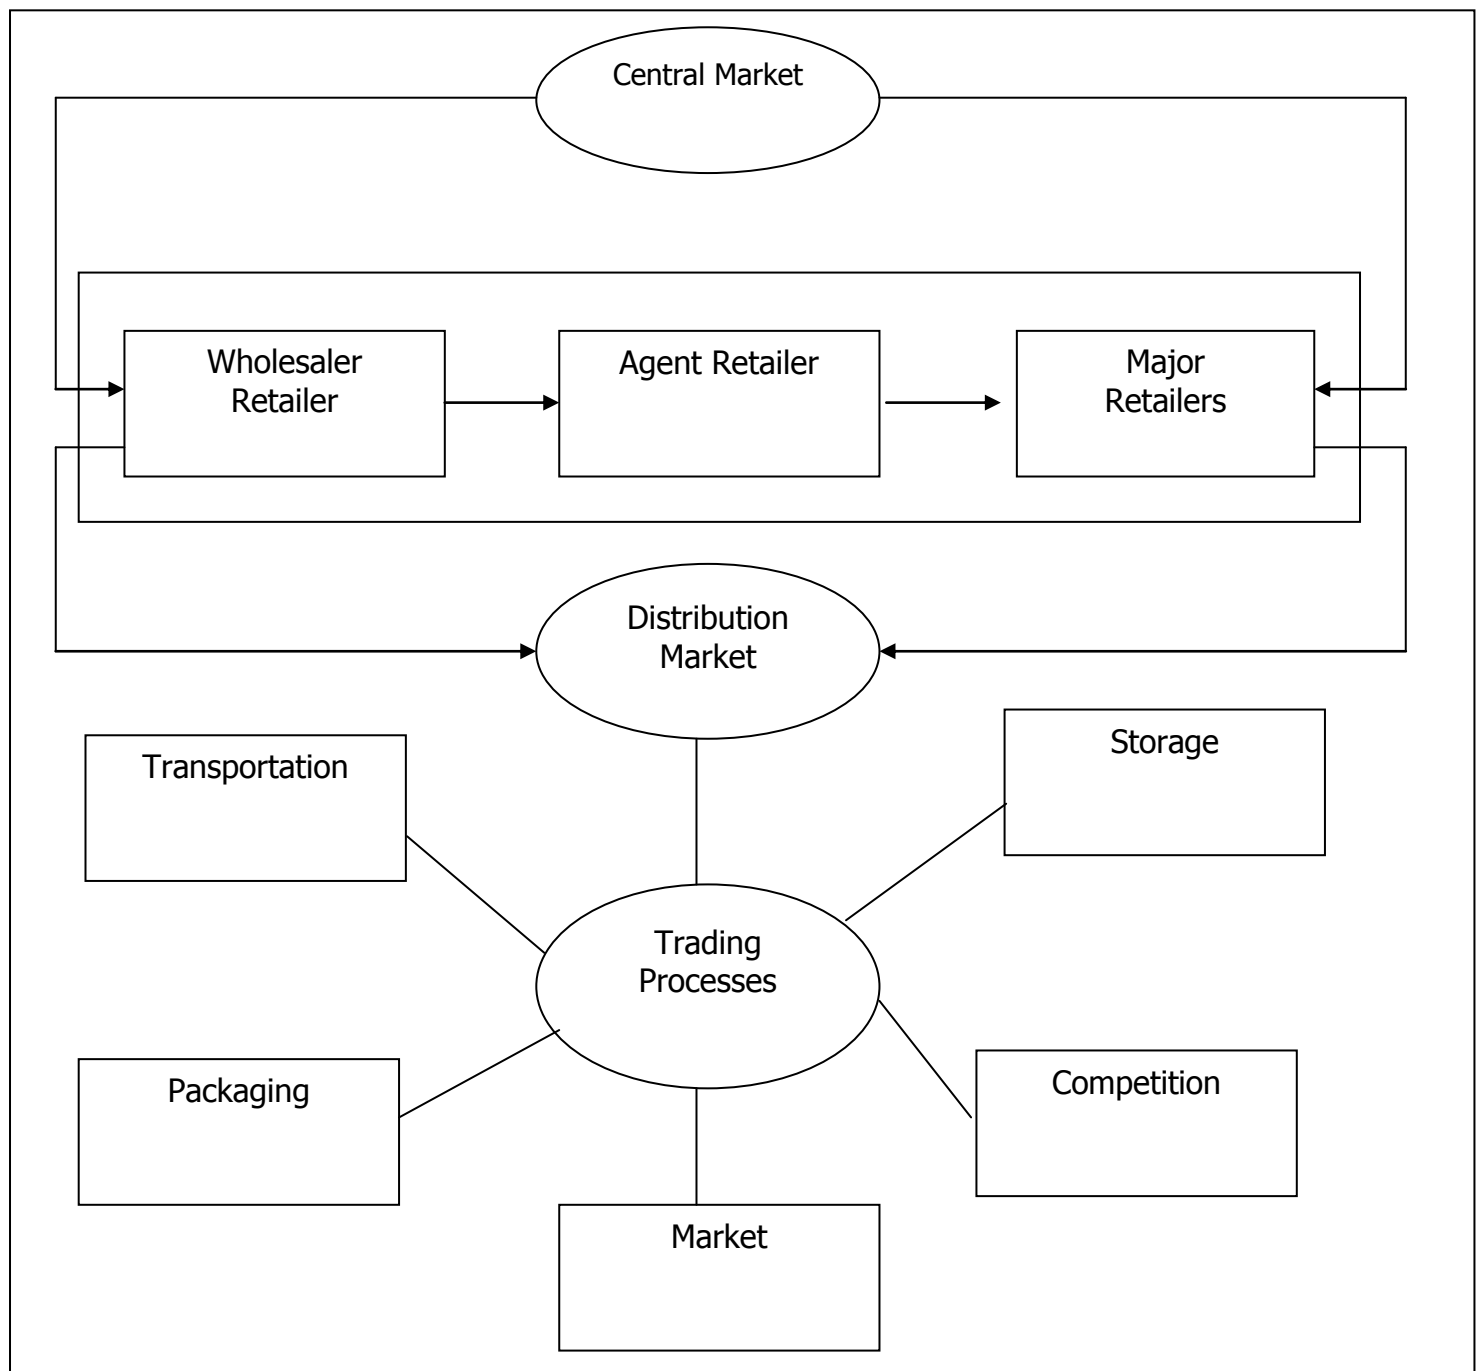 Central Market
Wholesaler
Retailer
Agent Retailer
Major
Retailers
Distribution
Market
Transportation
Storage
Trading
Processes
Packaging
Competition
Market